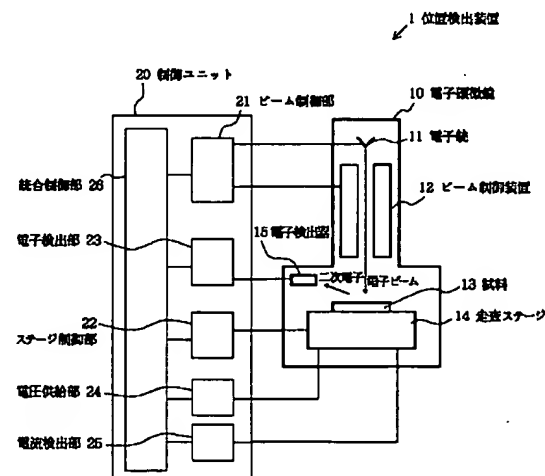 1 位置検出装置
20 制御ユニット
21 ビーム制御部
10 電子顕微鏡
11 電子銃
12 ビーム制御装置
統合制御部 26
電子検出部 23
15 電子検出器
二次電子
電子ビーム
13 試料
14 走査ステージ
22
ステージ制御部
電圧供給部 24
電流検出部 25